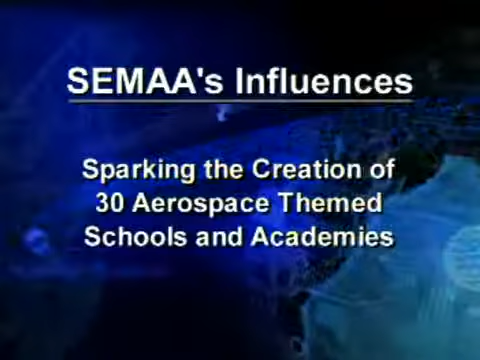 SEMAA's Influences
Sparking the Creation of
30 Aerospace Themed
Schools and Academies